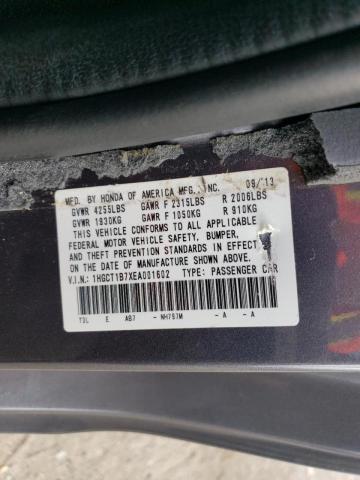 MFD. BY HONDA OF AMERICA MFG., INC. 08/13
GVWR 4255LBS GAWR F 2315LBS R 2006LBS
GVWR 1930KG GAWR F 1050KG R 910KG
THIS VEHICLE CONFORMS TO ALL APPLICABLE
FEDERAL MOTOR VEHICLE SAFETY, BUMPER,
AND THEFT PREVENTION STANDARDS IN EFFECT
ON THE DATE OF MANUFACTURE SHOWN ABOVE.
V.I.N.: 1HGCT1B7XEA001602 TYPE: PASSENGER CAR
T3L E AB7 - NH797M - A - A